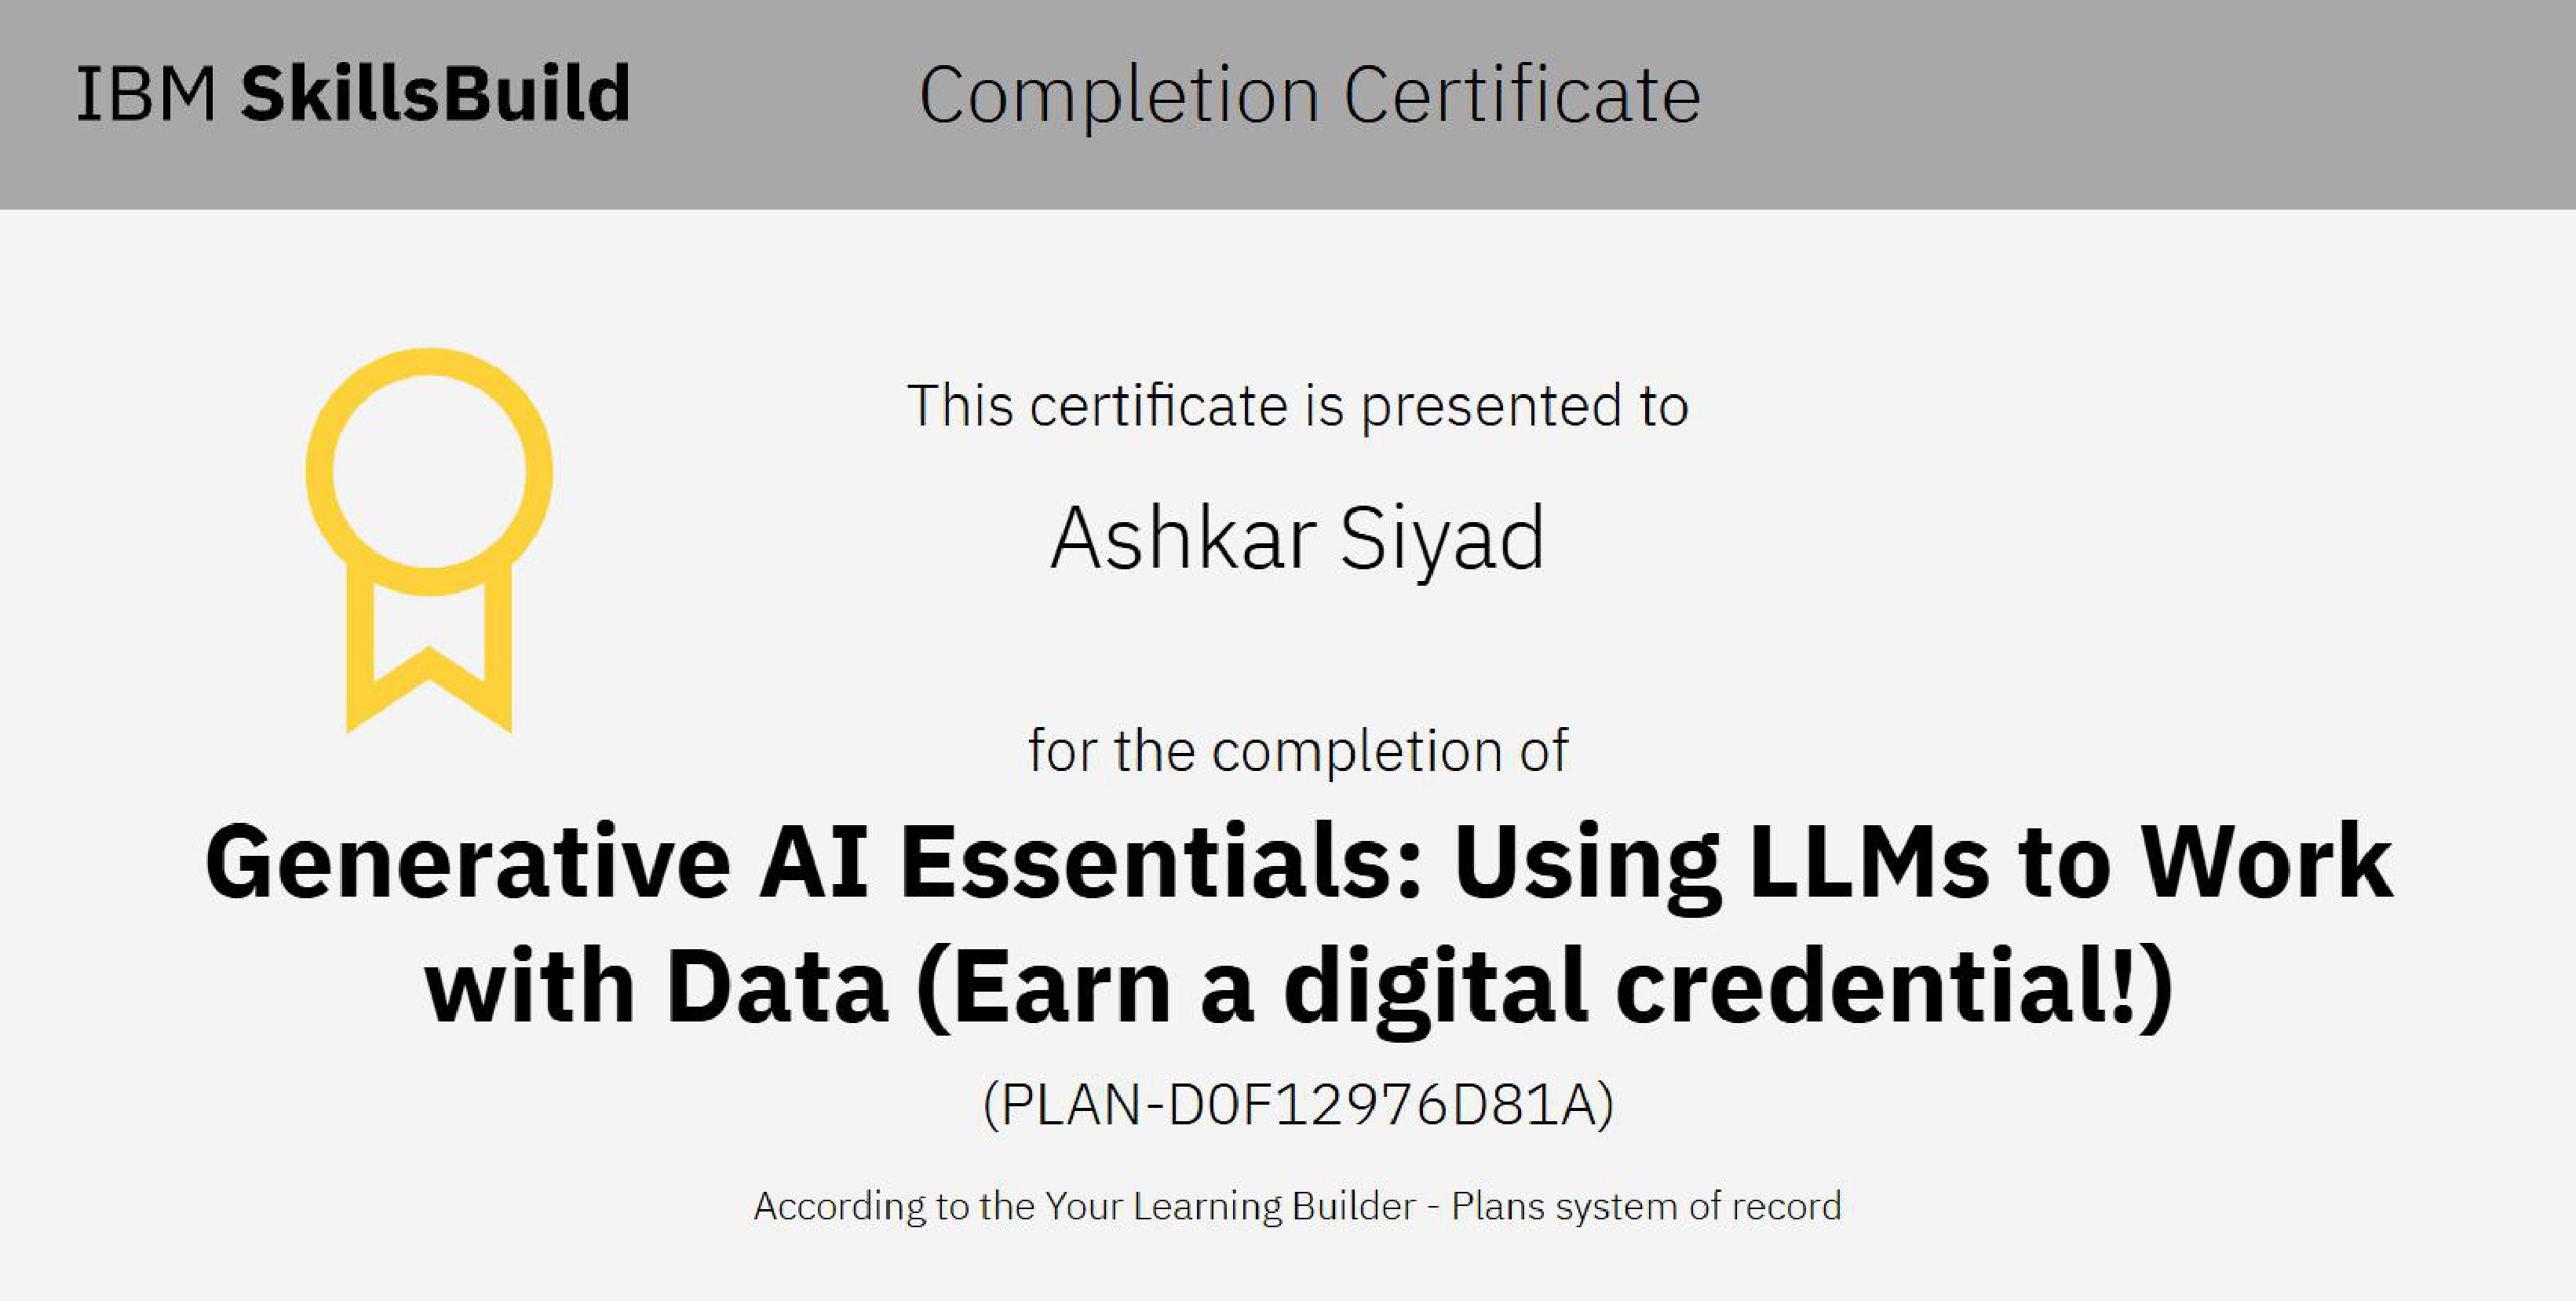 IBM SkillsBuild
Completion Certificate
This certificate is presented to
Ashkar Siyad
for the completion of
Generative AI Essentials: Using LLMs to Work
with Data (Earn a digital credential!)
(PLAN-D0F12976D81A)
According to the Your Learning Builder - Plans system of record